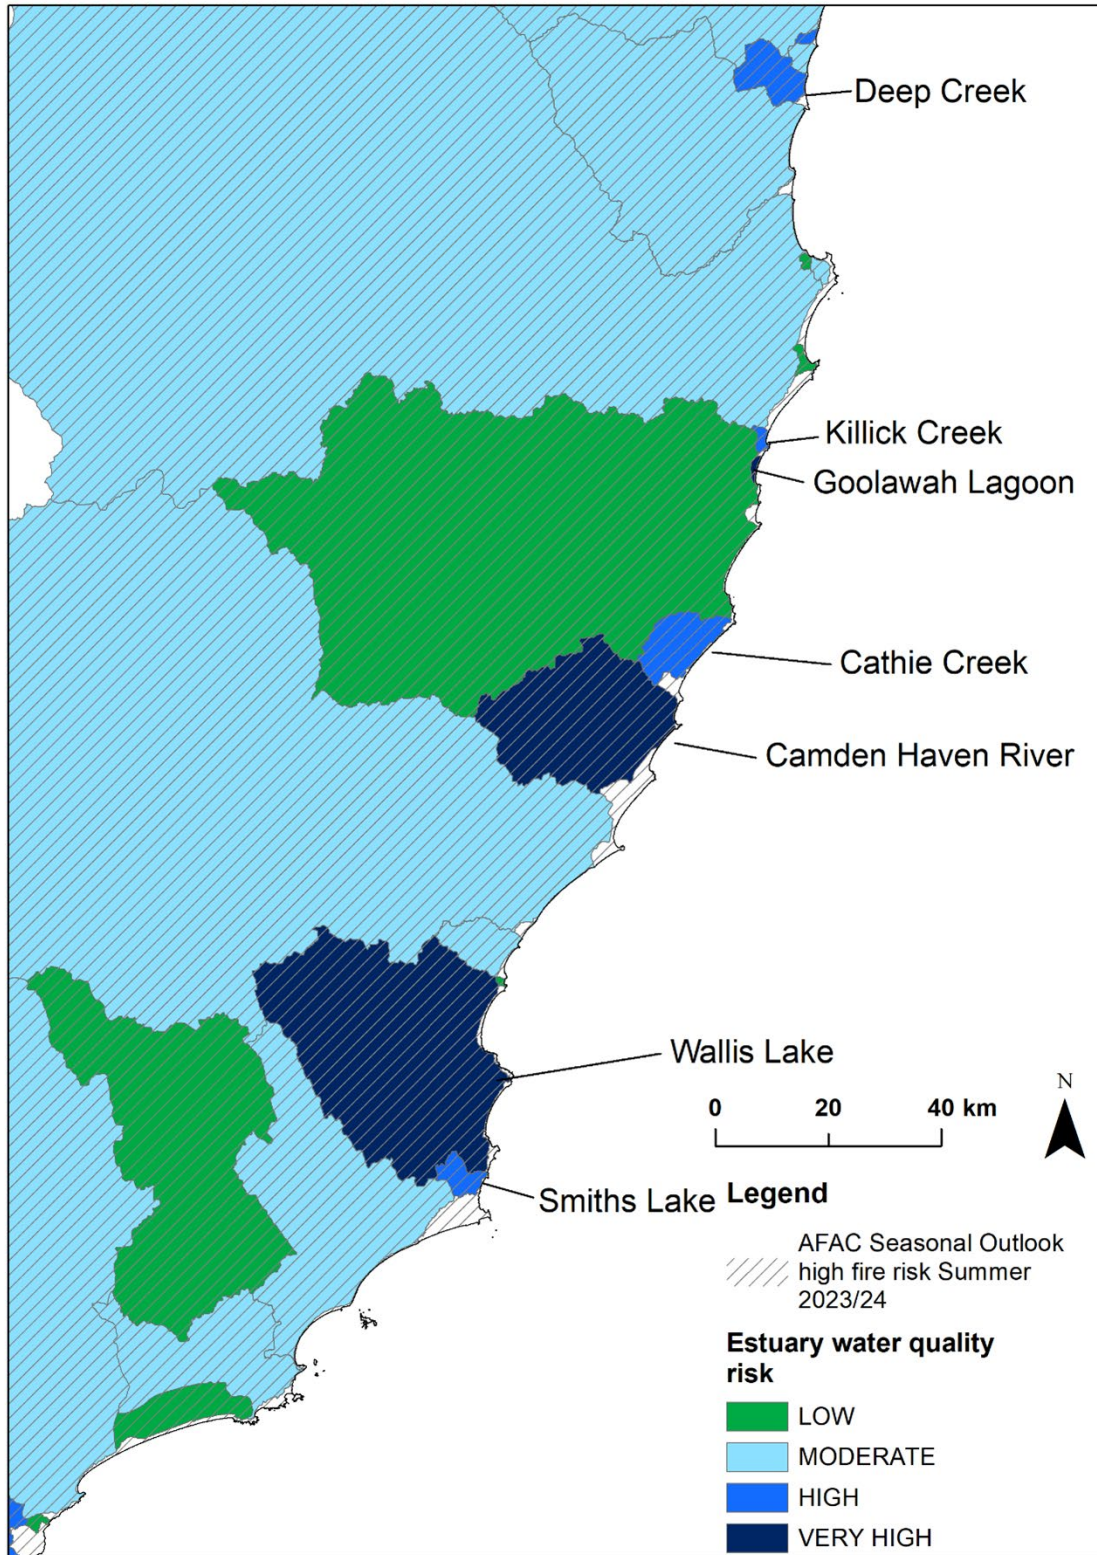 Deep Creek
Killick Creek
Goolawah Lagoon
Cathie Creek
Camden Haven River
Wallis Lake
N
0 20 40 km
Smiths Lake
Legend
AFAC Seasonal Outlook
high fire risk Summer
2023/24
Estuary water quality
risk
LOW
MODERATE
HIGH
VERY HIGH